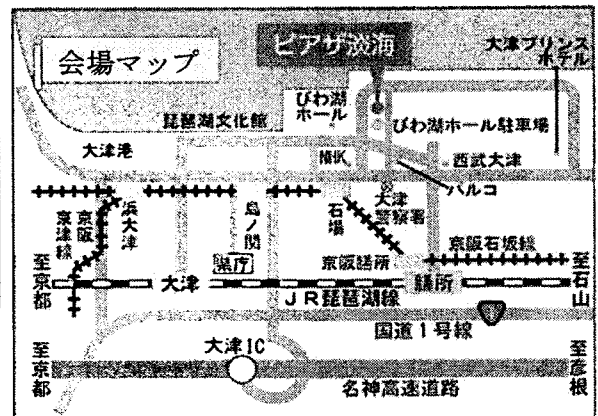 会場マップ
ピアザ淡海
大津プリンス
ホテル
びわ湖
ホール
琵琶湖文化館
びわ湖ホール駐車場
大津港
NHK
西武大津
パルコ
浜大津
京阪
京津線
島ノ関
石場
大津
警察署
京阪石坂線
至京都
県庁
京阪膳所
大津
膳所
至石山
JR琵琶湖線
国道1号線
大津IC
至京都
至彦根
名神高速道路